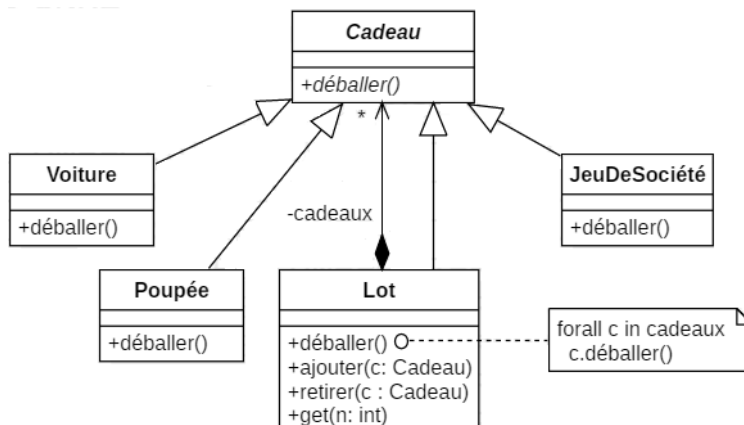 Cadeau
+déballer()
*
Voiture
+déballer()
JeuDeSociété
+déballer()
-cadeaux
Poupée
+déballer()
Lot
+déballer()
+ajouter(c: Cadeau)
+retirer(c : Cadeau)
+get(n: int)
forall c in cadeaux
c.déballer()